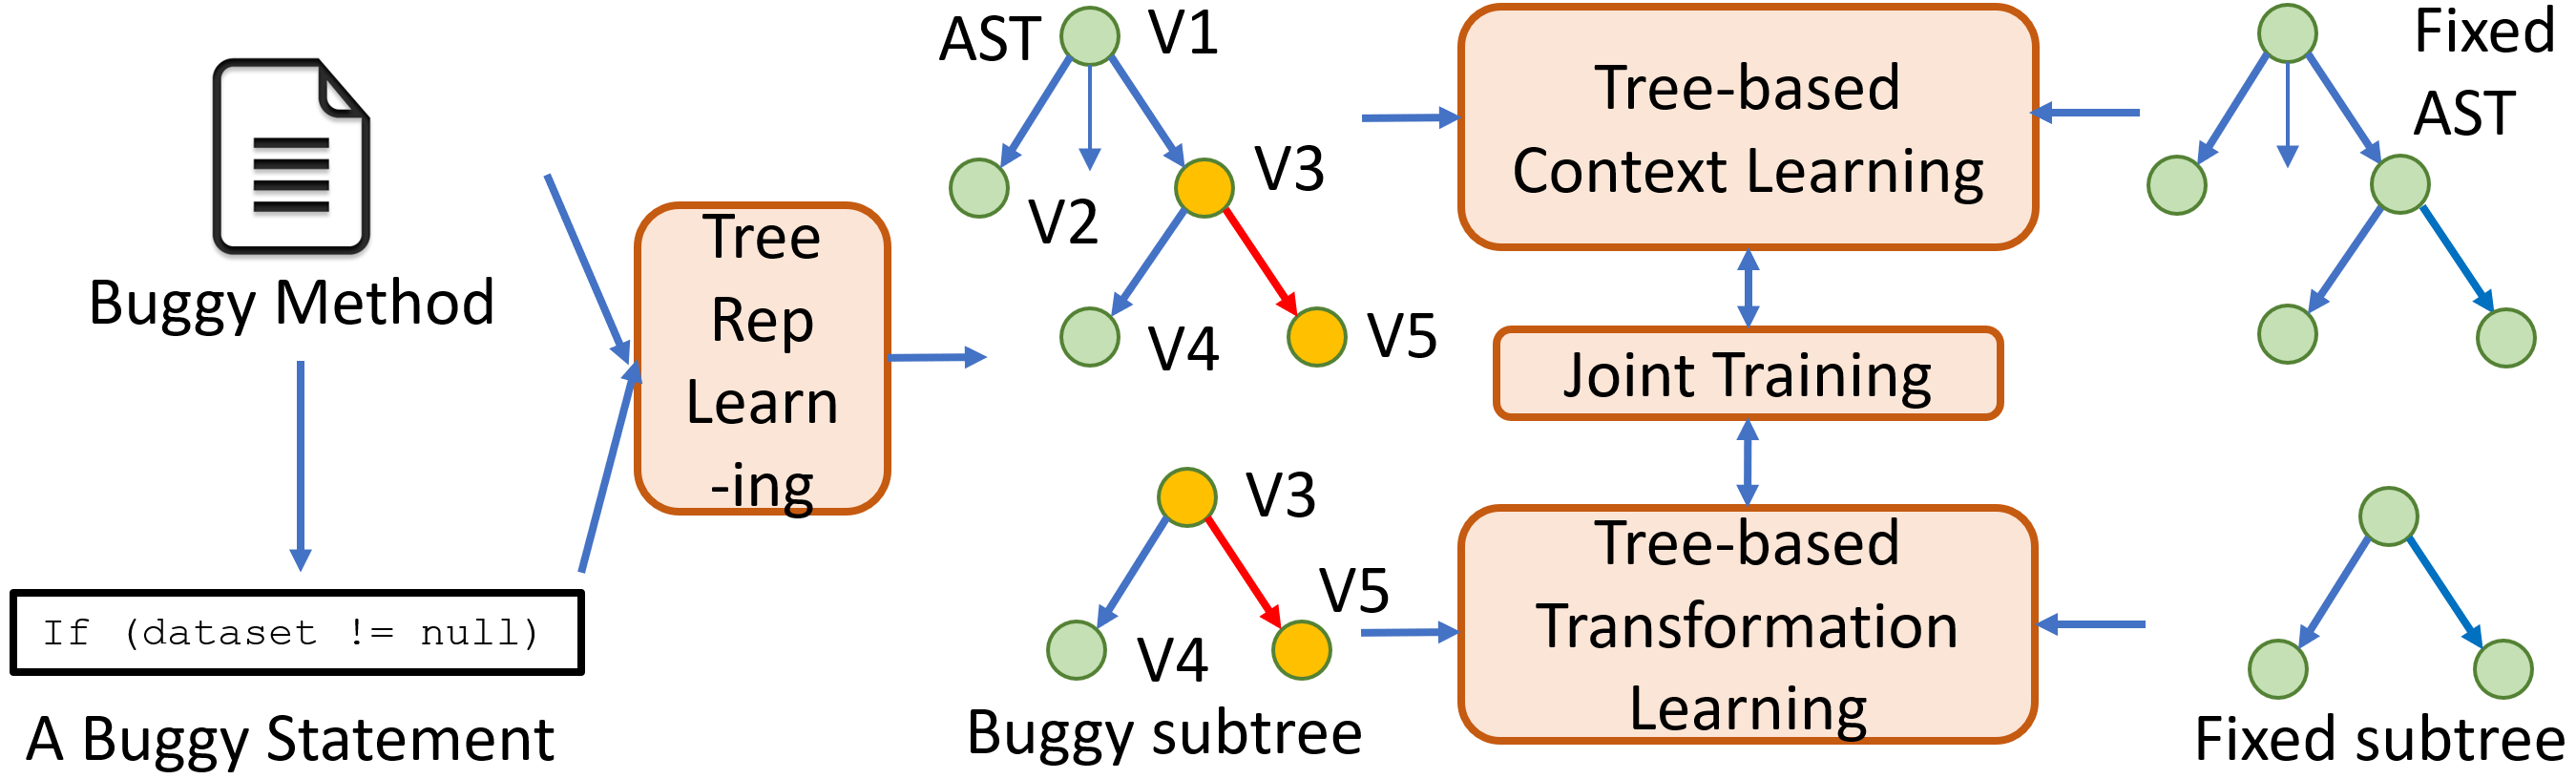 Buggy Method
If (dataset != null)
A Buggy Statement
Tree
Rep
Learn
-ing
AST
V1
V2
V3
V4
V5
V3
V4
V5
Buggy subtree
Tree-based
Context Learning
Joint Training
Tree-based
Transformation
Learning
Fixed
AST
Fixed subtree